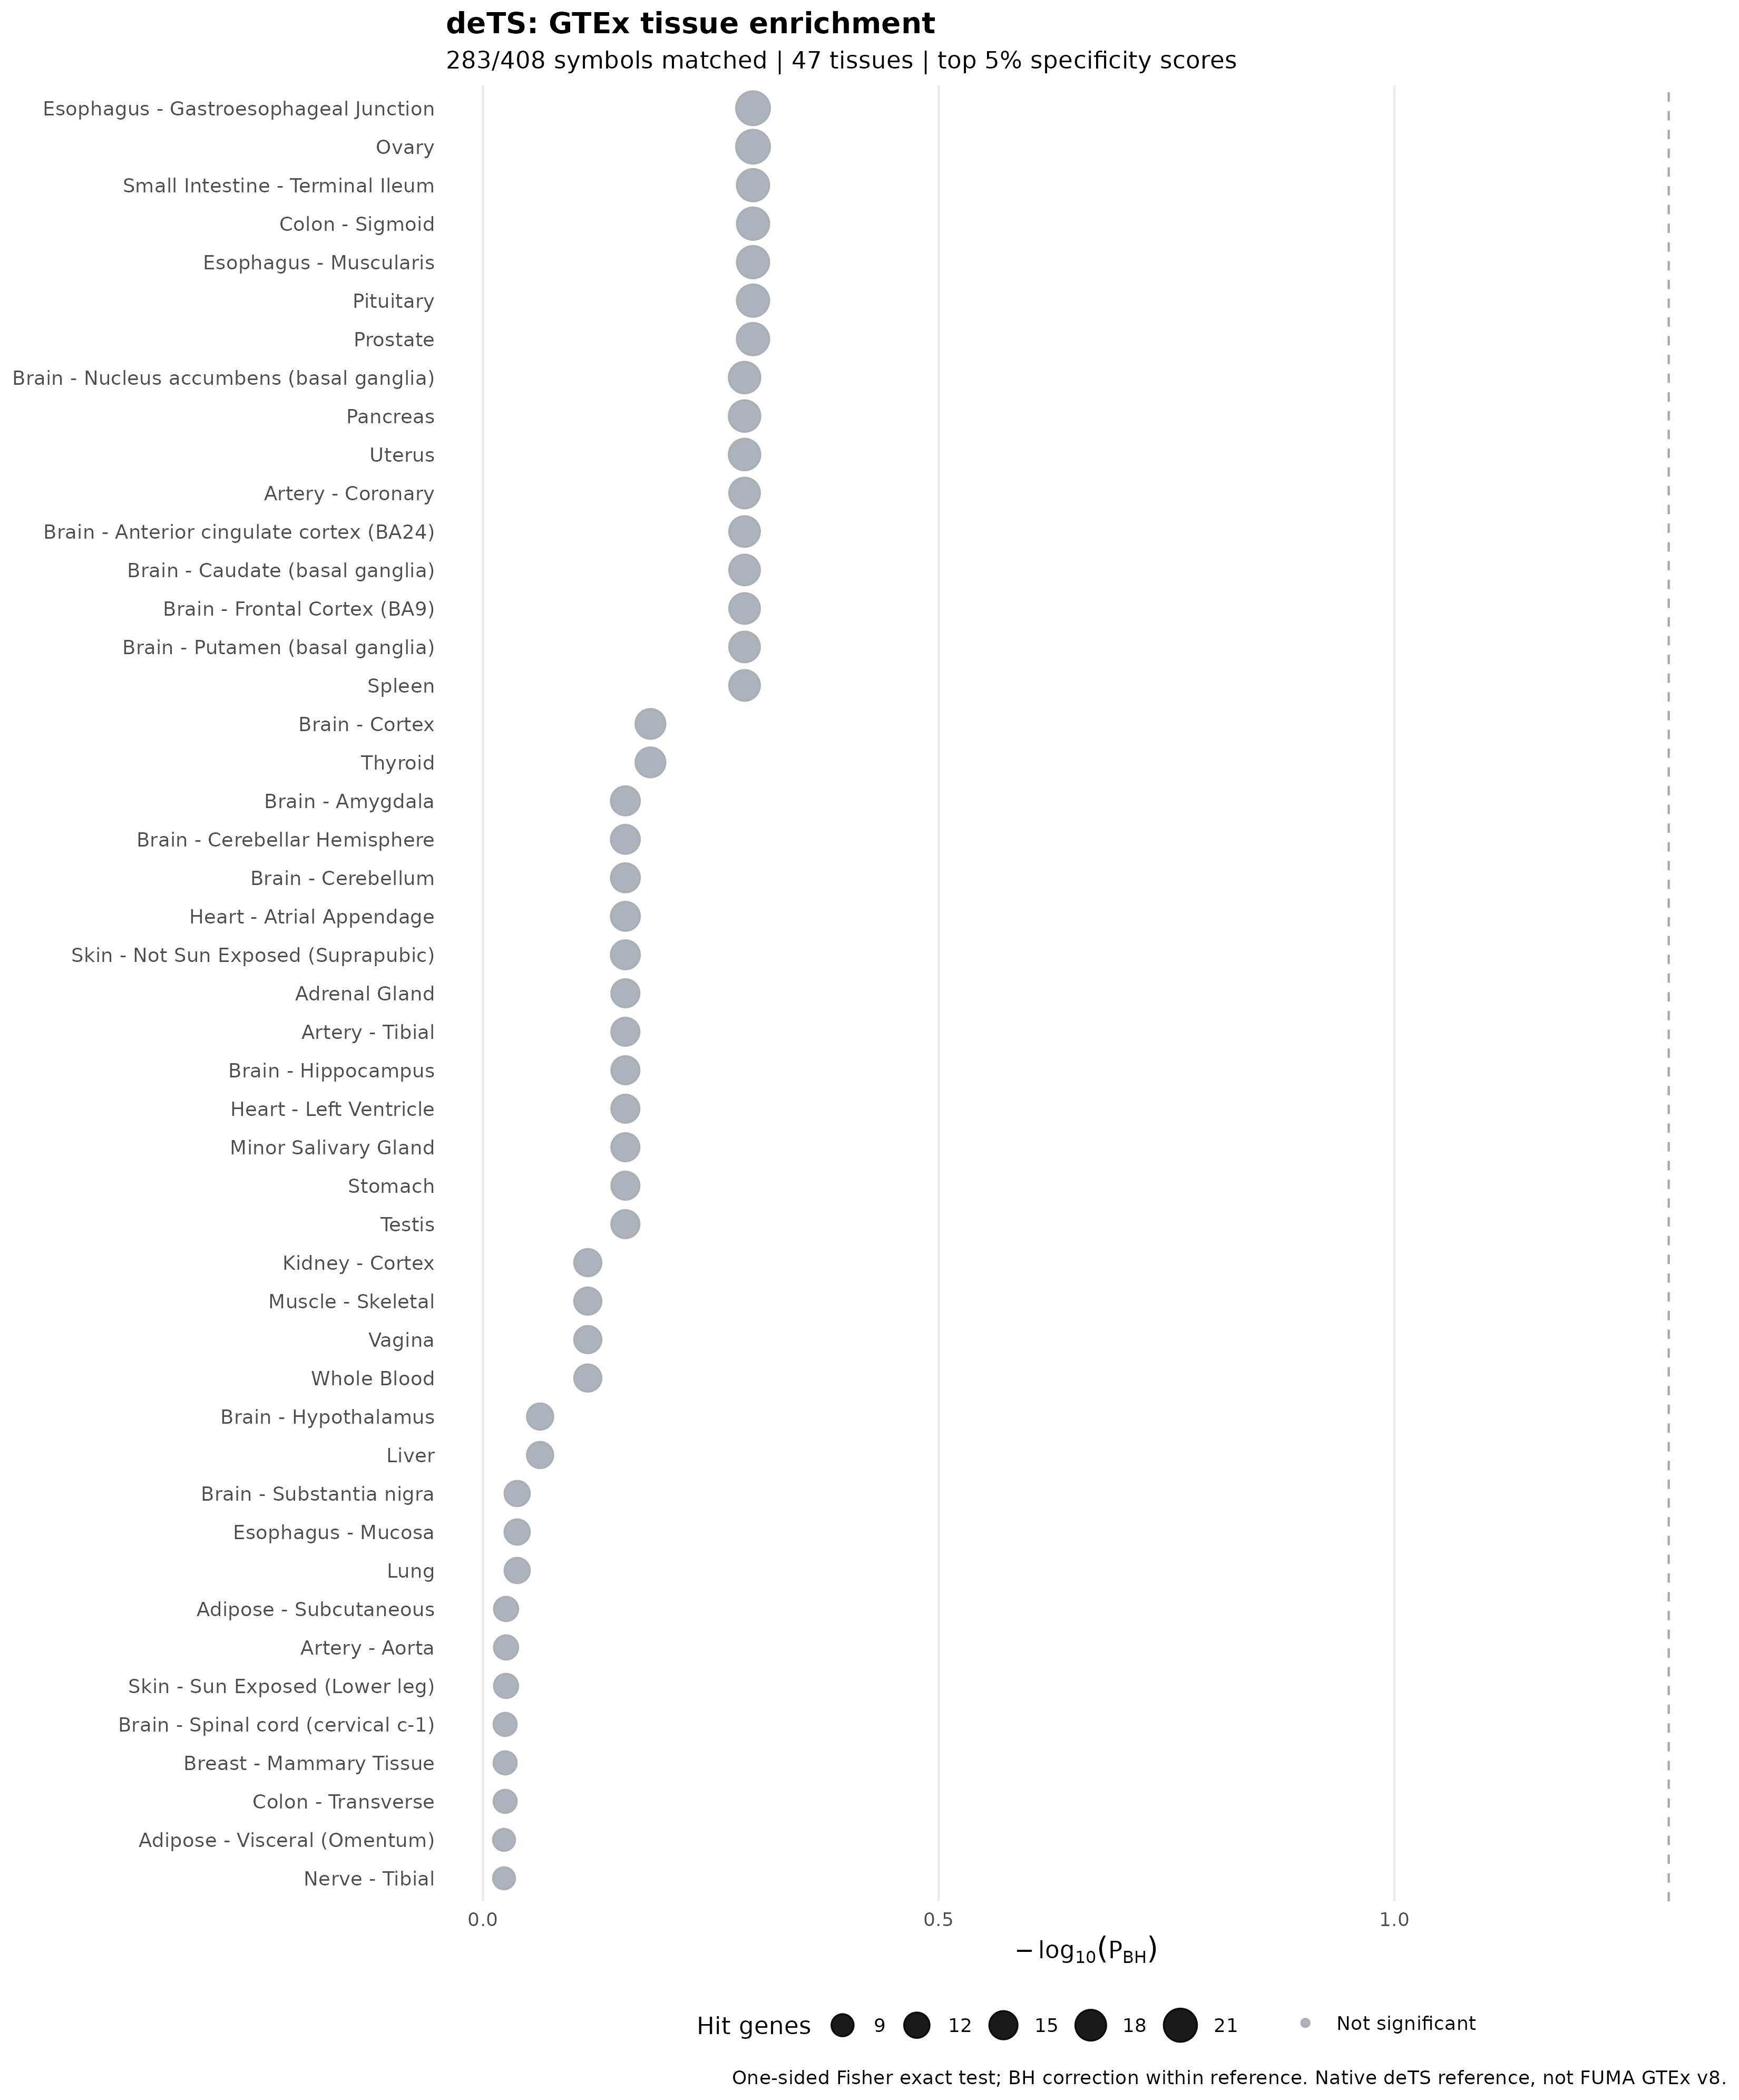 deTS: GTEx tissue enrichment
283/408 symbols matched | 47 tissues | top 5% specificity scores
Esophagus - Gastroesophageal Junction
Ovary
Small Intestine - Terminal Ileum
Colon - Sigmoid
Esophagus - Muscularis
Pituitary
Prostate
Brain - Nucleus accumbens (basal ganglia)
Pancreas
Uterus
Artery - Coronary
Brain - Anterior cingulate cortex (BA24)
Brain - Caudate (basal ganglia)
Brain - Frontal Cortex (BA9)
Brain - Putamen (basal ganglia)
Spleen
Brain - Cortex
Thyroid
Brain - Amygdala
Brain - Cerebellar Hemisphere
Brain - Cerebellum
Heart - Atrial Appendage
Skin - Not Sun Exposed (Suprapubic)
Adrenal Gland
Artery - Tibial
Brain - Hippocampus
Heart - Left Ventricle
Minor Salivary Gland
Stomach
Testis
Kidney - Cortex
Muscle - Skeletal
Vagina
Whole Blood
Brain - Hypothalamus
Liver
Brain - Substantia nigra
Esophagus - Mucosa
Lung
Adipose - Subcutaneous
Artery - Aorta
Skin - Sun Exposed (Lower leg)
Brain - Spinal cord (cervical c-1)
Breast - Mammary Tissue
Colon - Transverse
Adipose - Visceral (Omentum)
Nerve - Tibial
0.0 0.5 1.0
−log10(PBH)
Hit genes 9 12 15 18 21 Not significant
One-sided Fisher exact test; BH correction within reference. Native deTS reference, not FUMA GTEx v8.